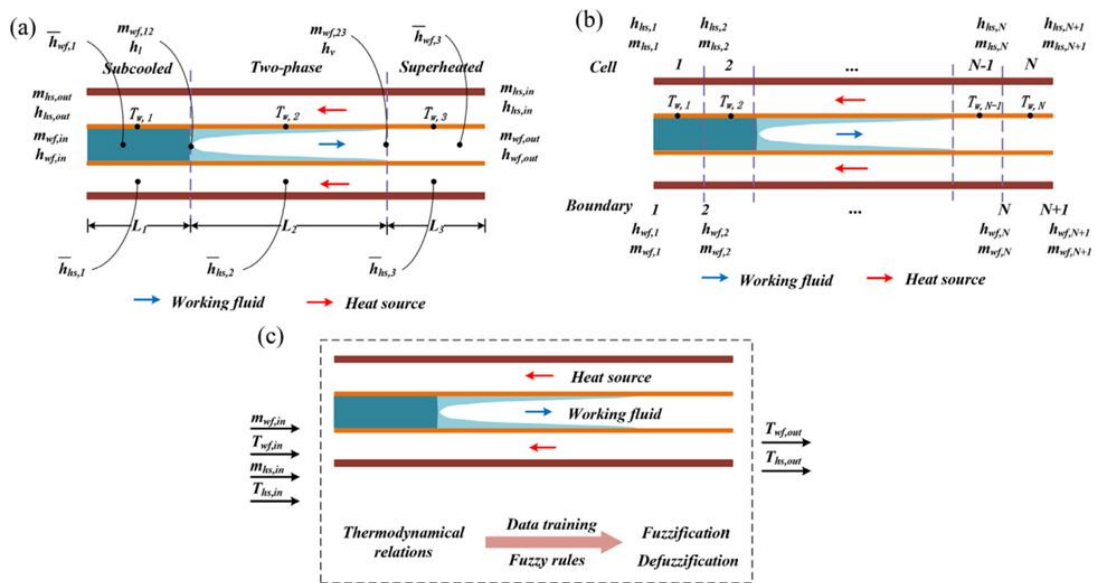 (a)
h̅wf,1
mwf,12
hl
mwf,23
hv
h̅wf,3
Subcooled
Two-phase
Superheated
mhs,out
hhs,out
mwf,in
hwf,in
Tw, 1
Tw, 2
Tw, 3
mhs,in
hhs,in
mwf,out
hwf,out
L1
L2
L3
h̅hs,1
h̅hs,2
h̅hs,3
Working fluid
Heat source
(b)
hhs,1
mhs,1
hhs,2
mhs,2
hhs,N
mhs,N
hhs,N+1
mhs,N+1
Cell
1
2
...
N-1
N
Tw, 1
Tw, 2
Tw, N-1
Tw, N
Boundary
1
2
...
N
N+1
hwf,1
mwf,1
hwf,2
mwf,2
hwf,N
mwf,N
hwf,N+1
mwf,N+1
Working fluid
Heat source
(c)
Heat source
Working fluid
mwf,in
Twf,in
mhs,in
Ths,in
Twf,out
Ths,out
Thermodynamical
relations
Data training
Fuzzy rules
Fuzzification
Defuzzification